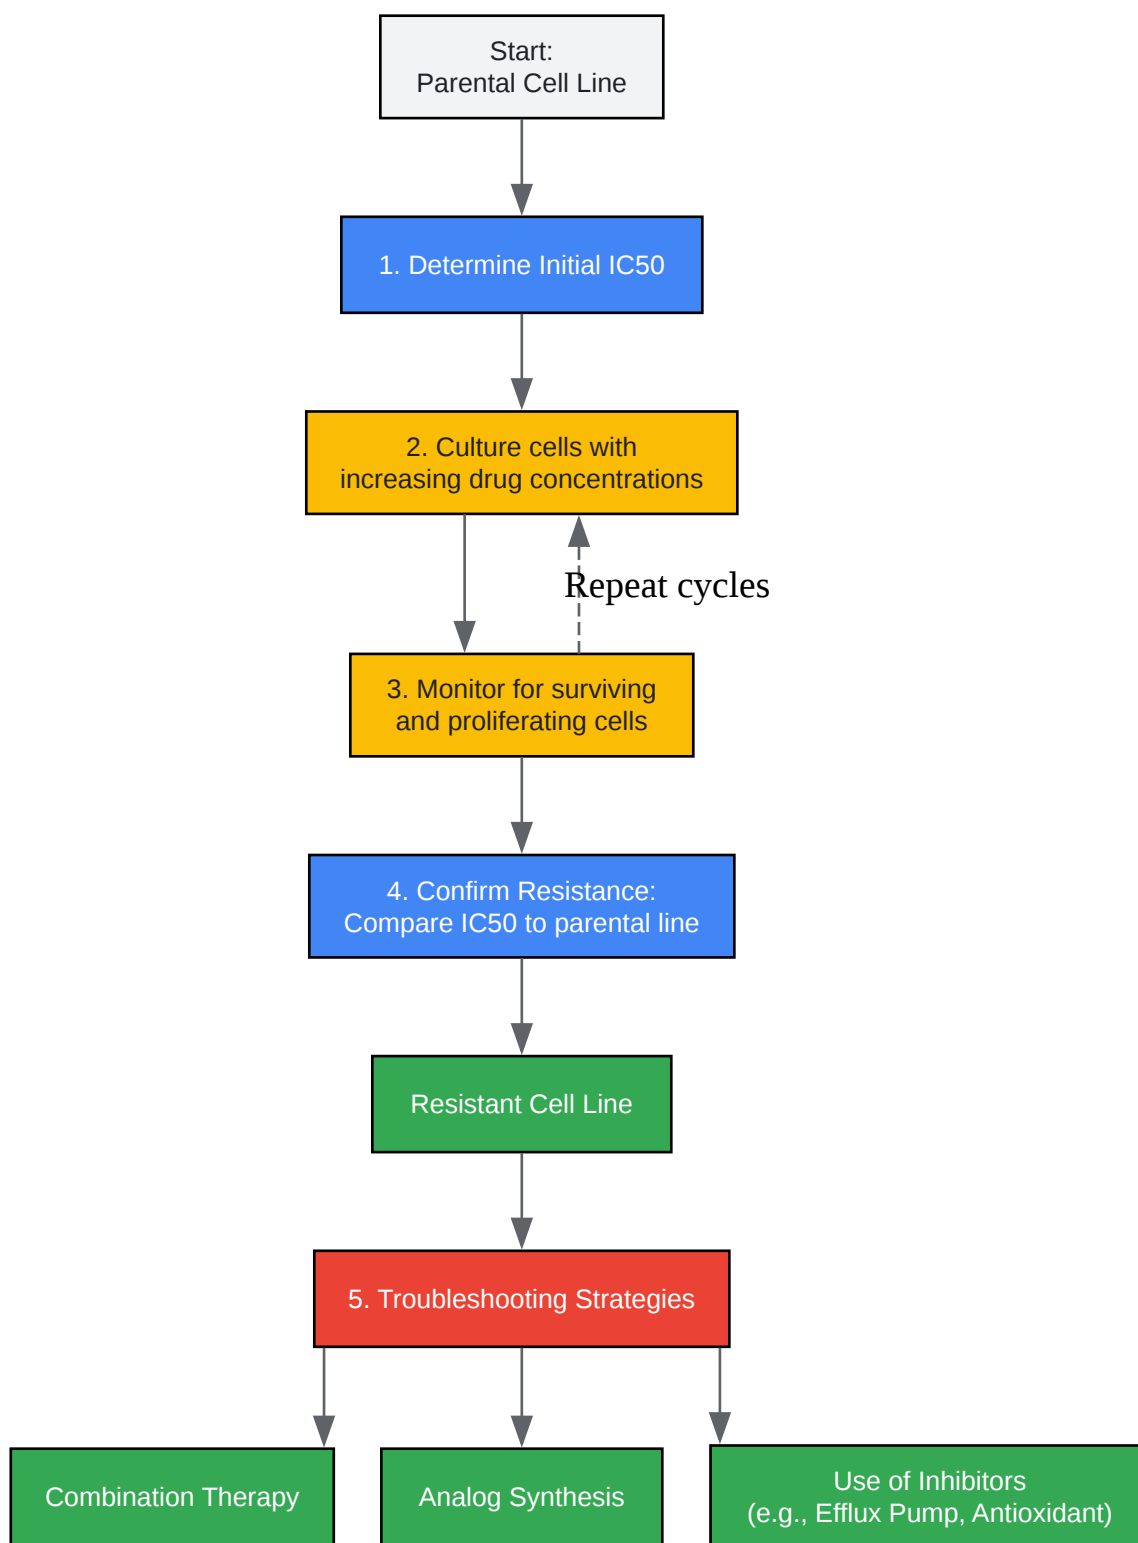 Start:
Parental Cell Line
1. Determine Initial IC50
2. Culture cells with
increasing drug concentrations
Repeat cycles
3. Monitor for surviving
and proliferating cells
4. Confirm Resistance:
Compare IC50 to parental line
Resistant Cell Line
5. Troubleshooting Strategies
Combination Therapy
Analog Synthesis
Use of Inhibitors
(e.g., Efflux Pump, Antioxidant)